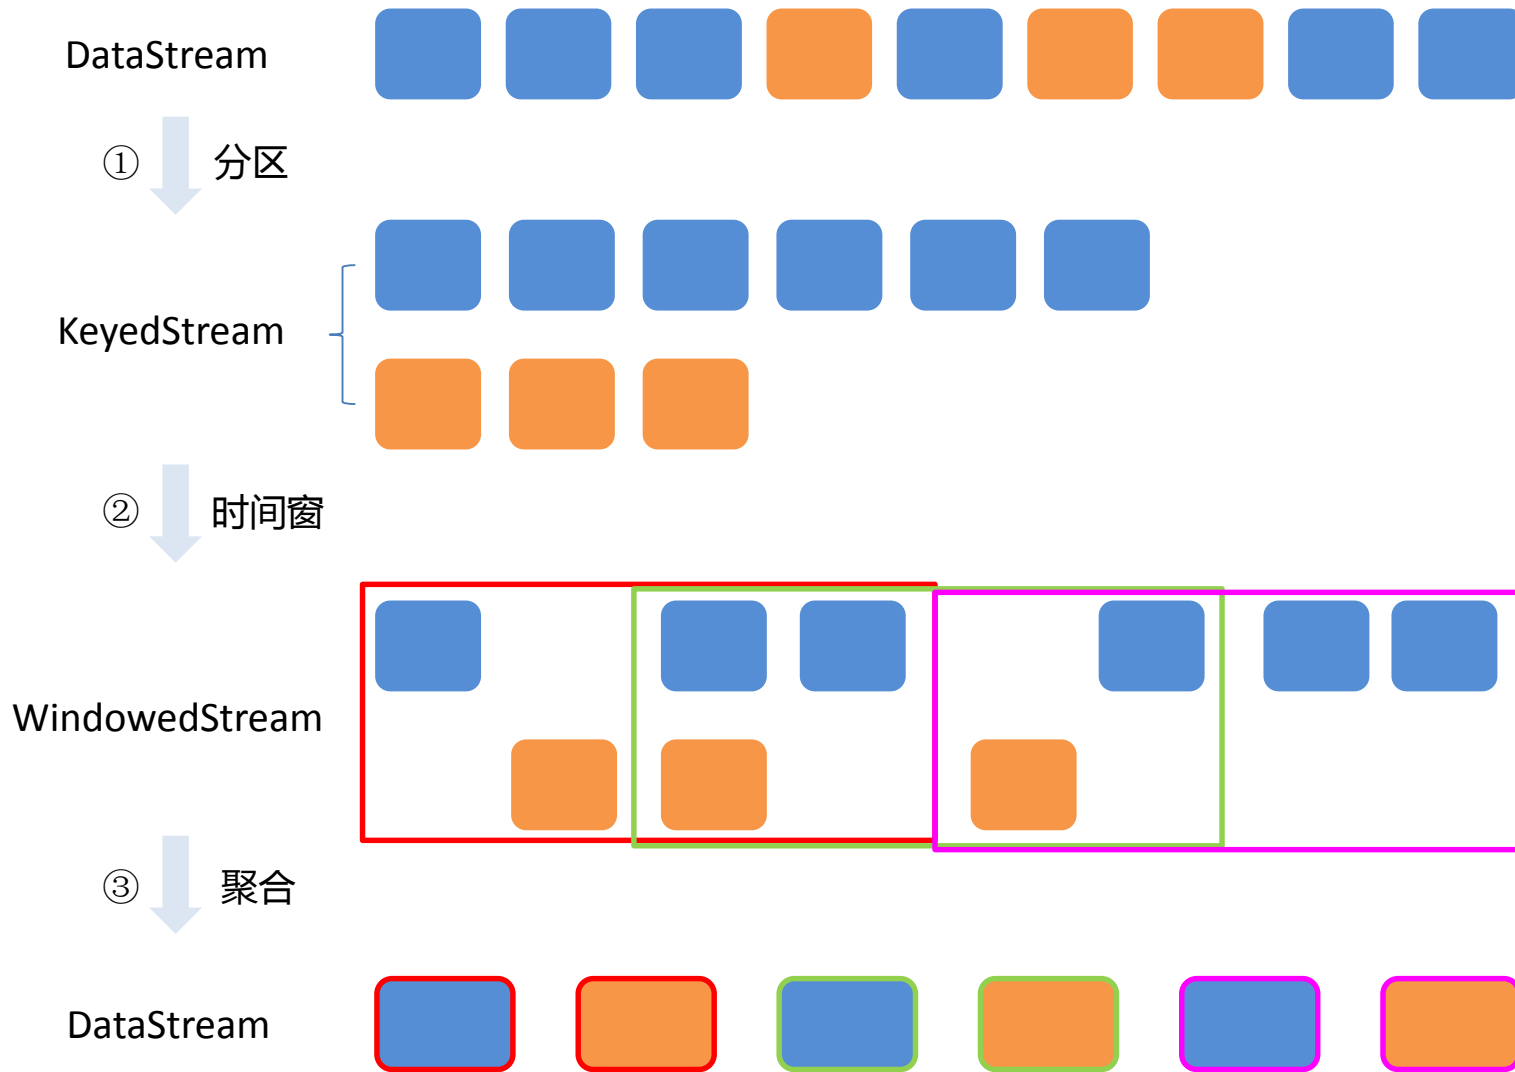 DataStream
① 分区
KeyedStream
② 时间窗
WindowedStream
③ 聚合
DataStream